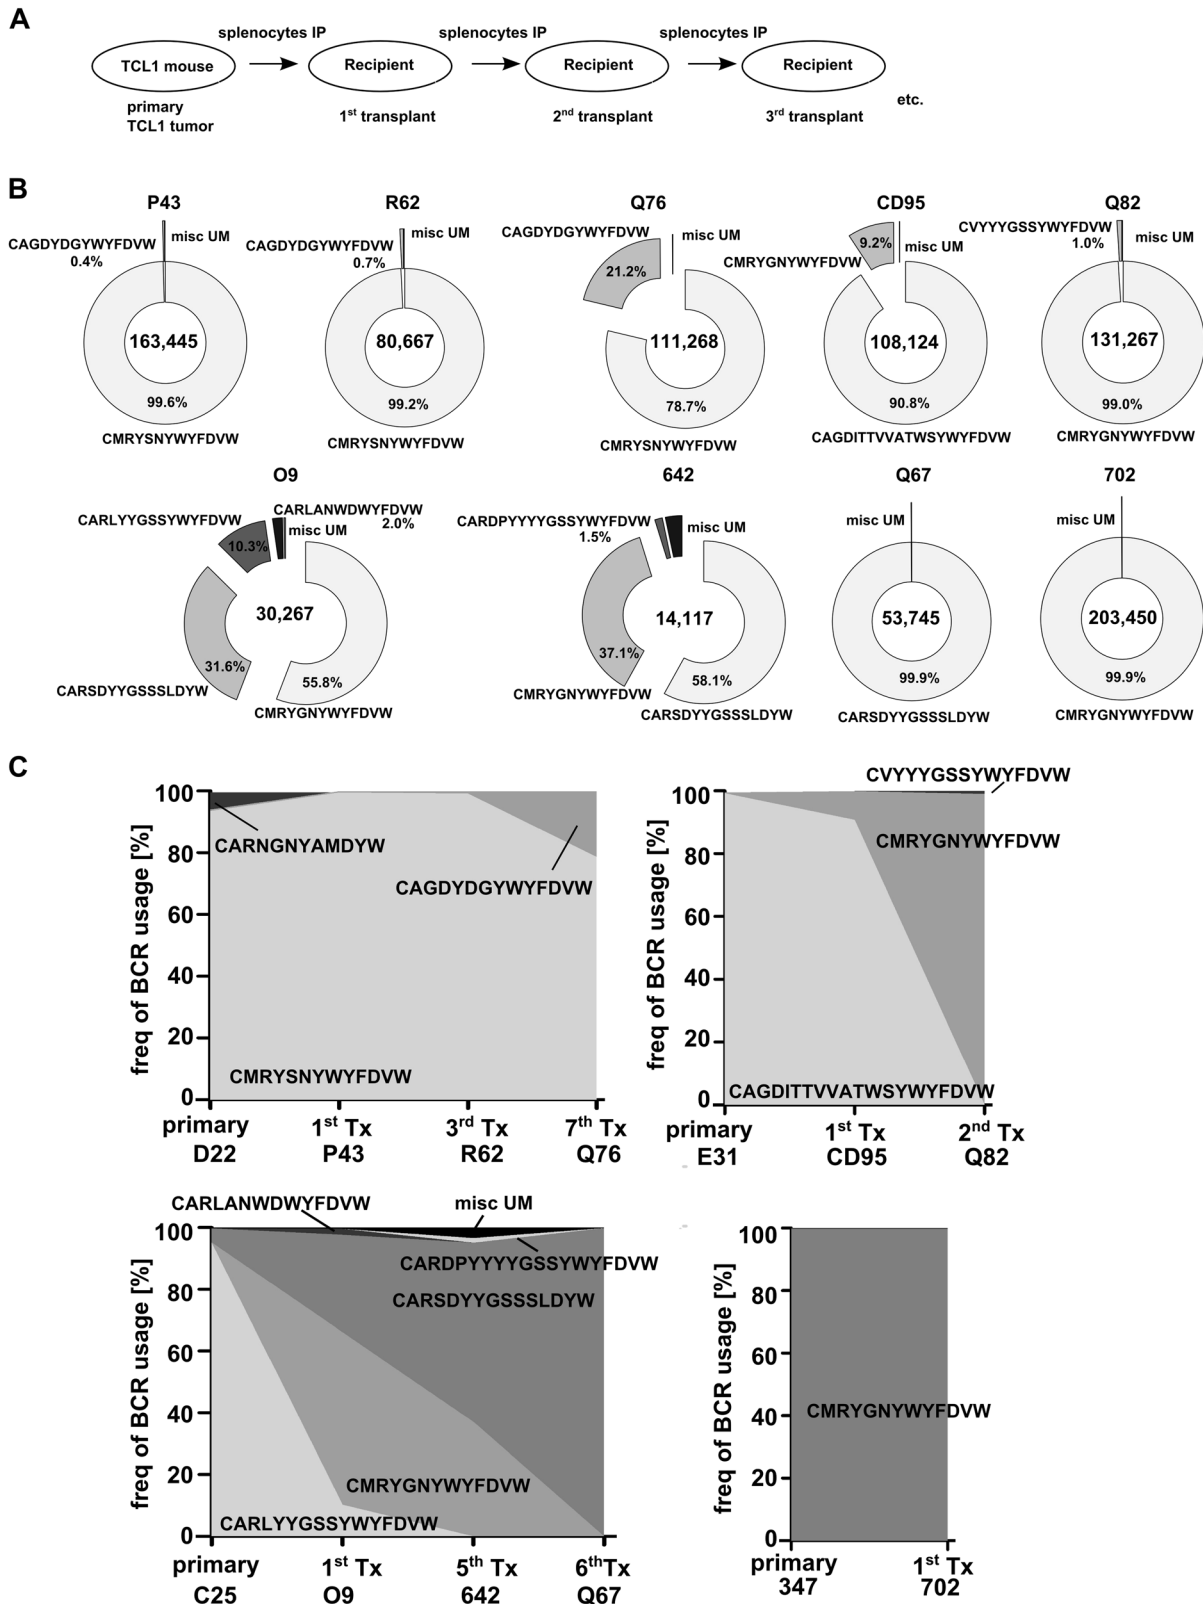 A
splenocytes IP splenocytes IP splenocytes IP
TCL1 mouse Recipient Recipient Recipient
primary
TCL1 tumor
1st transplant 2nd transplant 3rd transplant etc.
B
P43 R62 Q76 CD95 Q82
CAGDYDGYWYFDVW
0.4%
misc UM
163,445
99.6%
CMRYSNYWYFDVW
CAGDYDGYWYFDVW
0.7%
misc UM
80,667
99.2%
CMRYSNYWYFDVW
CAGDYDGYWYFDVW
misc UM
21.2%
111,268
78.7%
CMRYSNYWYFDVW
9.2%
misc UM
CMRYGNYWYFDVW
108,124
90.8%
CAGDITTVVATWSYWYFDVW
CVYYYGSSYWYFDVW
1.0%
misc UM
131,267
99.0%
CMRYGNYWYFDVW
O9 642 Q67 702
CARLANWDWYFDVW
2.0%
CARLYYGSSYWYFDVW
misc UM
10.3%
30,267
31.6%
55.8%
CARSDYYGSSSLDYW
CMRYGNYWYFDVW
CARDPYYYYGSSYWYFDVW
1.5%
misc UM
14,117
37.1%
58.1%
CMRYGNYWYFDVW
CARSDYYGSSSLDYW
misc UM
53,745
99.9%
CARSDYYGSSSLDYW
misc UM
203,450
99.9%
CMRYGNYWYFDVW
C
freq of BCR usage [%]
100
80
60
40
20
0
CARNGNYAMDYW
CAGDYDGYWYFDVW
CMRYSNYWYFDVW
primary 1st Tx 3rd Tx 7th Tx
D22 P43 R62 Q76
freq of BCR usage [%]
100
80
60
40
20
0
CVYYYGSSYWYFDVW
CMRYGNYWYFDVW
CAGDITTVVATWSYWYFDVW
primary 1st Tx 2nd Tx
E31 CD95 Q82
freq of BCR usage [%]
100
80
60
40
20
0
CARLANWDWYFDVW misc UM
CARDPYYYYGSSYWYFDVW
CARSDYYGSSSLDYW
CMRYGNYWYFDVW
CARLYYGSSYWYFDVW
primary 1st Tx 5th Tx 6thTx
C25 O9 642 Q67
freq of BCR usage [%]
100
80
60
40
20
0
CMRYGNYWYFDVW
primary 1st Tx
347 702